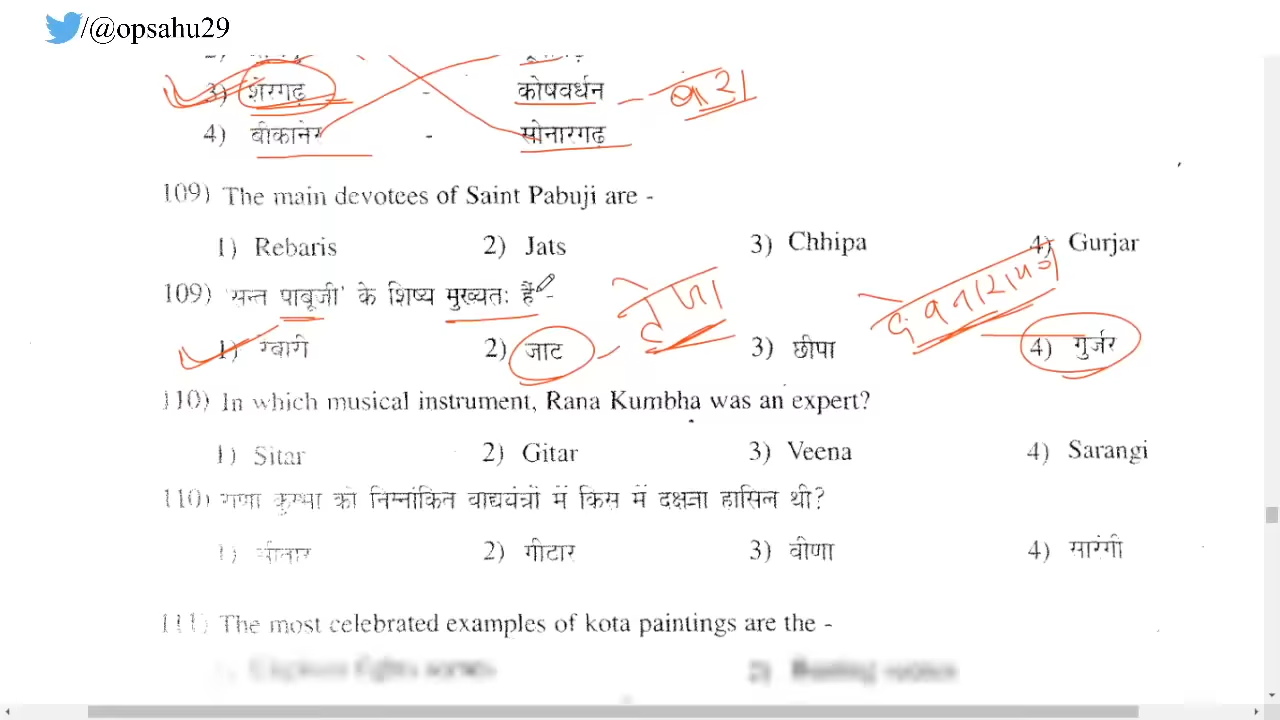 /@opsahu29
3) शेरगढ़ - कोषवर्धन - बारां
4) बीकानेर - सोनारगढ़
109) The main devotees of Saint Pabuji are -
1) Rebaris 2) Jats 3) Chhipa 4) Gurjar
109) 'सन्त पाबूजी' के शिष्य मुख्यतः हैं -
तेजा देवनारायण
1) रेबारी 2) जाट 3) छीपा 4) गुर्जर
110) In which musical instrument, Rana Kumbha was an expert?
1) Sitar 2) Gitar 3) Veena 4) Sarangi
110) राणा कुम्भा को निम्नांकित वाद्ययंत्रों में किस में दक्षता हासिल थी?
1) सीतार 2) गीटार 3) वीणा 4) सारंगी
111) The most celebrated examples of kota paintings are the -